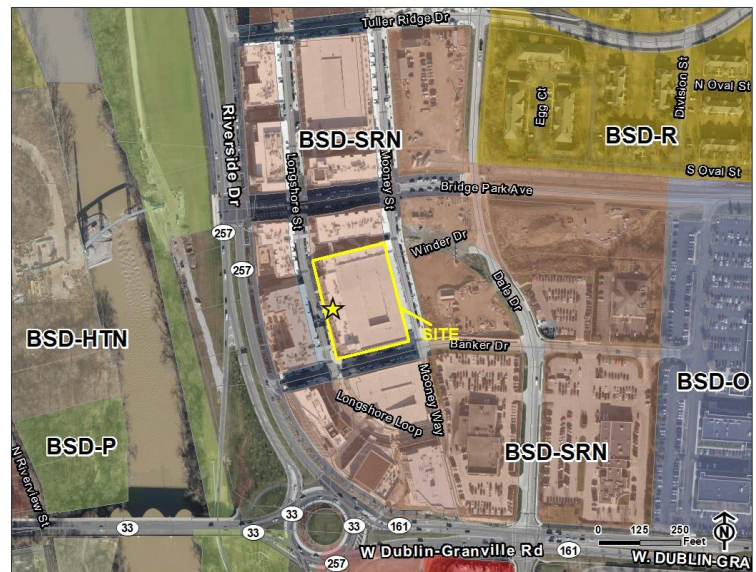 Tuller Ridge Dr
Division St
N Oval St
Egg Ct
Riverside Dr
BSD-SRN
BSD-R
Longshore St
Mooney St
S Oval St
Bridge Park Ave
257
Winder Dr
257
Dale Dr
SITE
BSD-HTN
Banker Dr
BSD-O
Mooney Way
Longshore Loop
BSD-P
BSD-SRN
N Riverview St
33
33
33
33
161
0 125 250
Feet
N
W Dublin-Granville Rd
161
W. DUBLIN-GRA
257